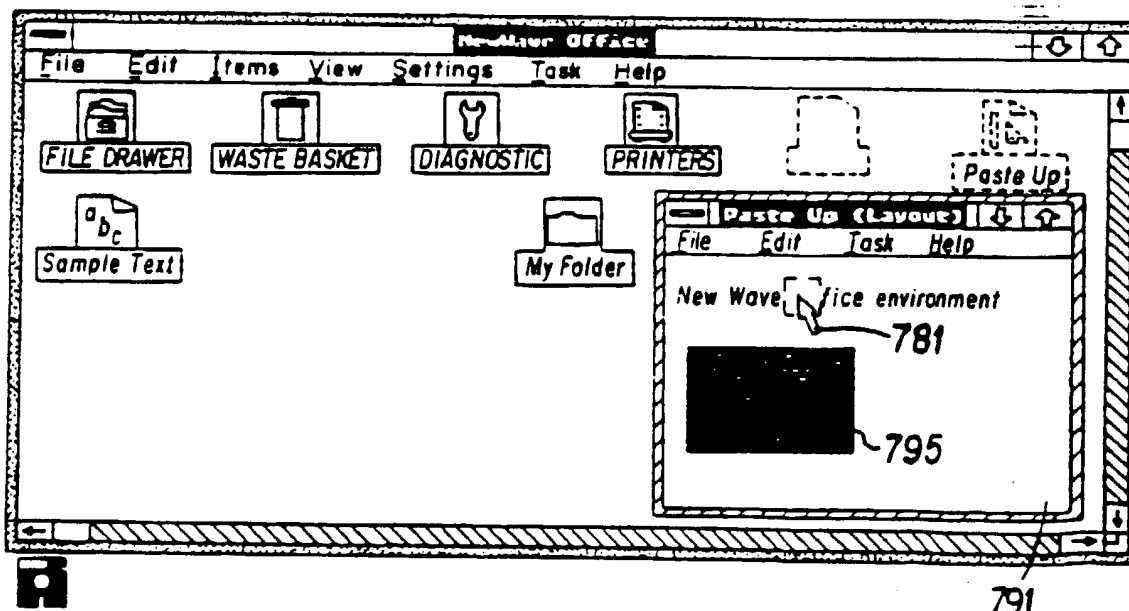 NewWave Office
File Edit Items View Settings Task Help
FILE DRAWER WASTE BASKET DIAGNOSTIC PRINTERS Paste Up
abc
Sample Text My Folder
Paste Up (Layout)
File Edit Task Help
New Wave fice environment
781
795
791